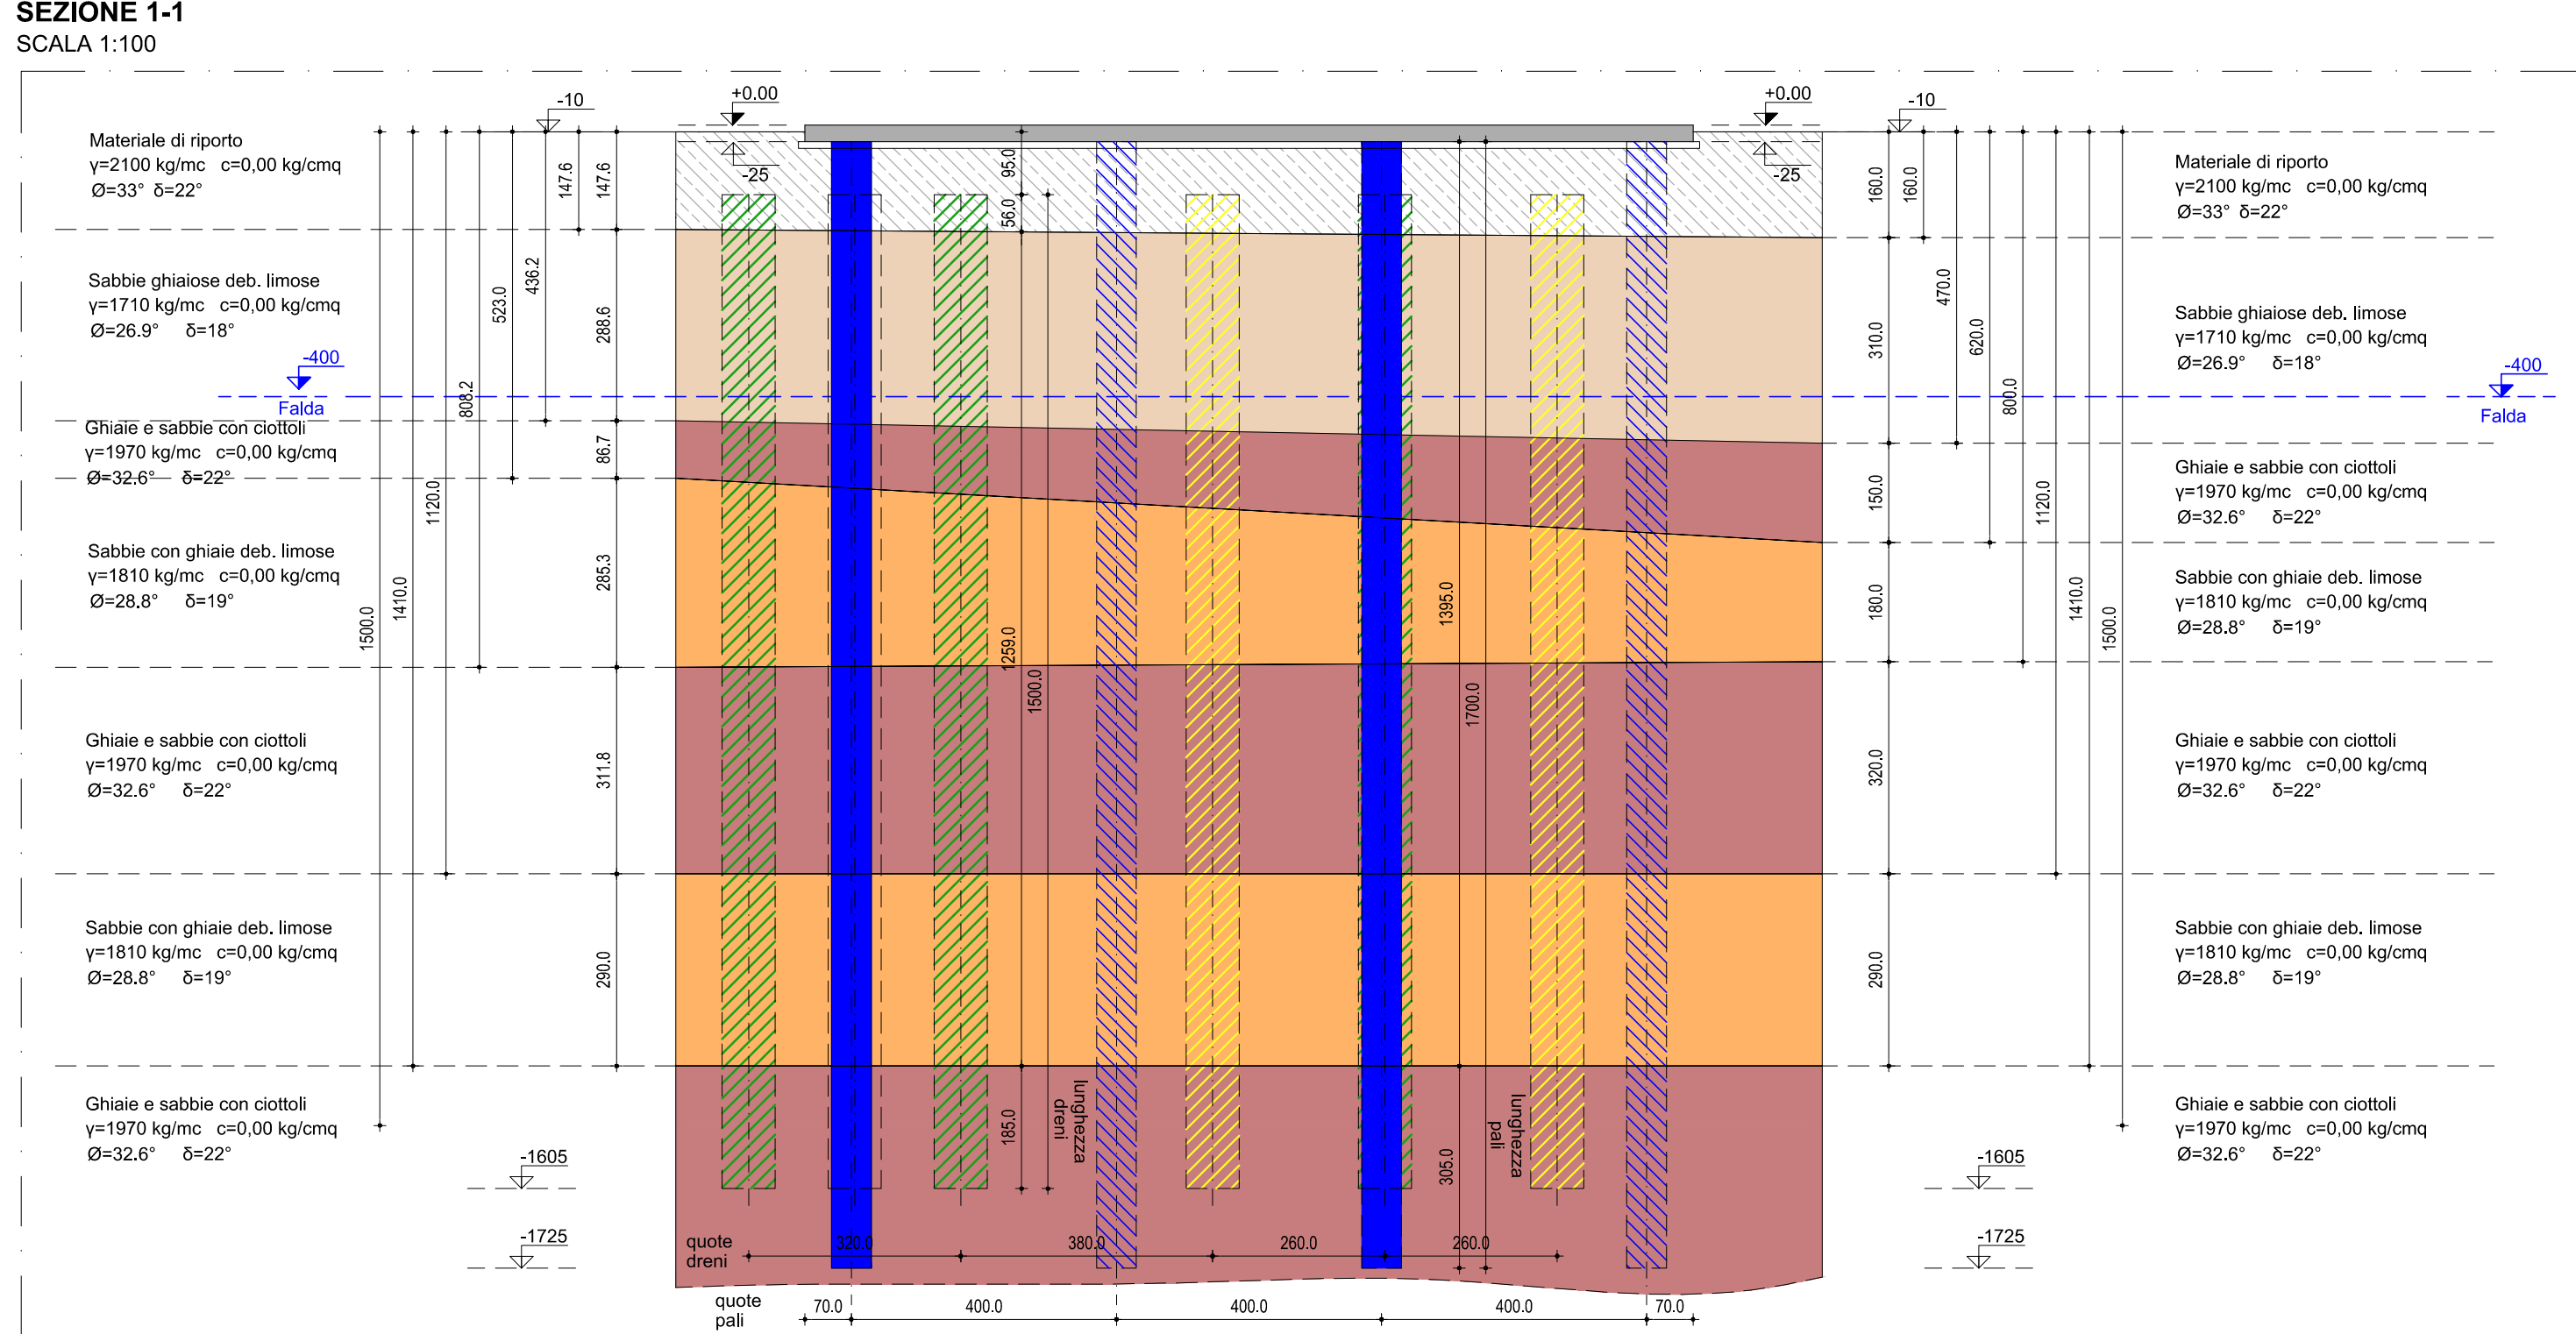 SEZIONE 1-1
SCALA 1:100
+0.00
-10
-25
+0.00
-10
-25
Materiale di riporto
γ=2100 kg/mc c=0,00 kg/cmq
Ø=33° δ=22°
Sabbie ghiaiose deb. limose
γ=1710 kg/mc c=0,00 kg/cmq
Ø=26.9° δ=18°
-400
Falda
Ghiaie e sabbie con ciottoli
γ=1970 kg/mc c=0,00 kg/cmq
Ø=32.6° δ=22°
Sabbie con ghiaie deb. limose
γ=1810 kg/mc c=0,00 kg/cmq
Ø=28.8° δ=19°
Ghiaie e sabbie con ciottoli
γ=1970 kg/mc c=0,00 kg/cmq
Ø=32.6° δ=22°
Sabbie con ghiaie deb. limose
γ=1810 kg/mc c=0,00 kg/cmq
Ø=28.8° δ=19°
Ghiaie e sabbie con ciottoli
γ=1970 kg/mc c=0,00 kg/cmq
Ø=32.6° δ=22°
-1605
-1725
1500.0
1410.0
1120.0
808.2
523.0
436.2
147.6
147.6
288.6
86.7
285.3
311.8
290.0
95.0
56.0
1259.0
185.0
1500.0
lunghezza
dreni
1395.0
305.0
1700.0
lunghezza
pali
quote
dreni
320.0
380.0
260.0
260.0
quote
pali
70.0
400.0
400.0
400.0
70.0
160.0
310.0
150.0
180.0
320.0
290.0
160.0
470.0
620.0
800.0
1120.0
1410.0
1500.0
Materiale di riporto
γ=2100 kg/mc c=0,00 kg/cmq
Ø=33° δ=22°
Sabbie ghiaiose deb. limose
γ=1710 kg/mc c=0,00 kg/cmq
Ø=26.9° δ=18°
-400
Falda
Ghiaie e sabbie con ciottoli
γ=1970 kg/mc c=0,00 kg/cmq
Ø=32.6° δ=22°
Sabbie con ghiaie deb. limose
γ=1810 kg/mc c=0,00 kg/cmq
Ø=28.8° δ=19°
Ghiaie e sabbie con ciottoli
γ=1970 kg/mc c=0,00 kg/cmq
Ø=32.6° δ=22°
Sabbie con ghiaie deb. limose
γ=1810 kg/mc c=0,00 kg/cmq
Ø=28.8° δ=19°
Ghiaie e sabbie con ciottoli
γ=1970 kg/mc c=0,00 kg/cmq
Ø=32.6° δ=22°
-1605
-1725